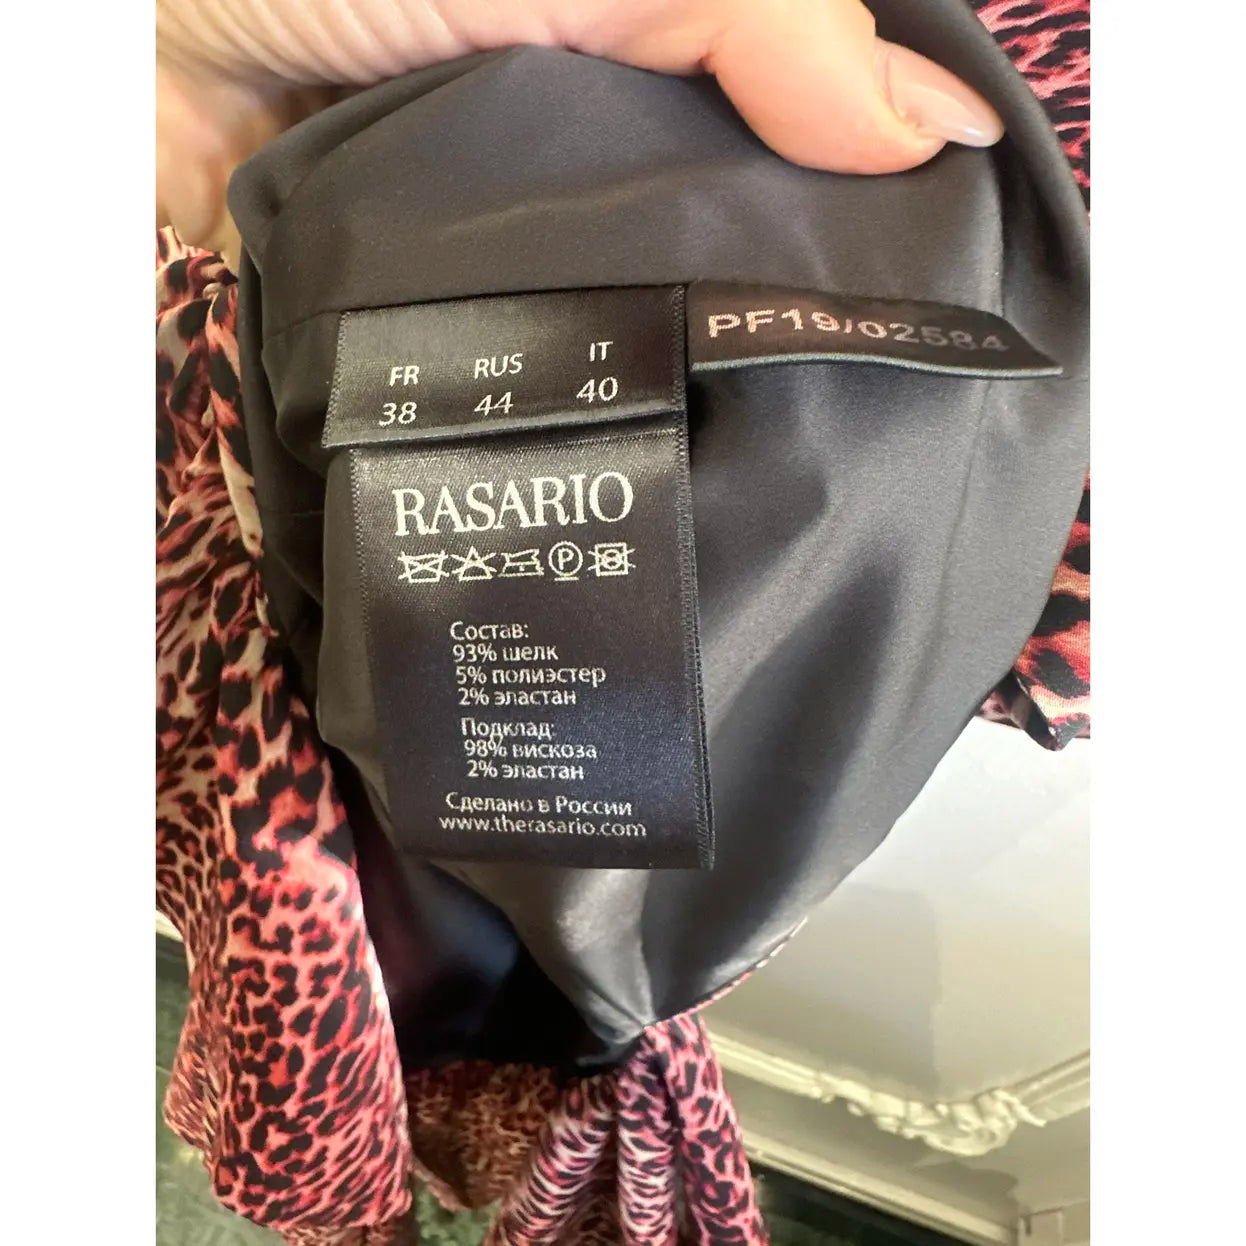 FR RUS IT
38 44 40
PF19/02584
RASARIO
P
Состав:
93% шелк
5% полиэстер
2% эластан
Подклад:
98% вискоза
2% эластан
Сделано в России
www.therasario.com